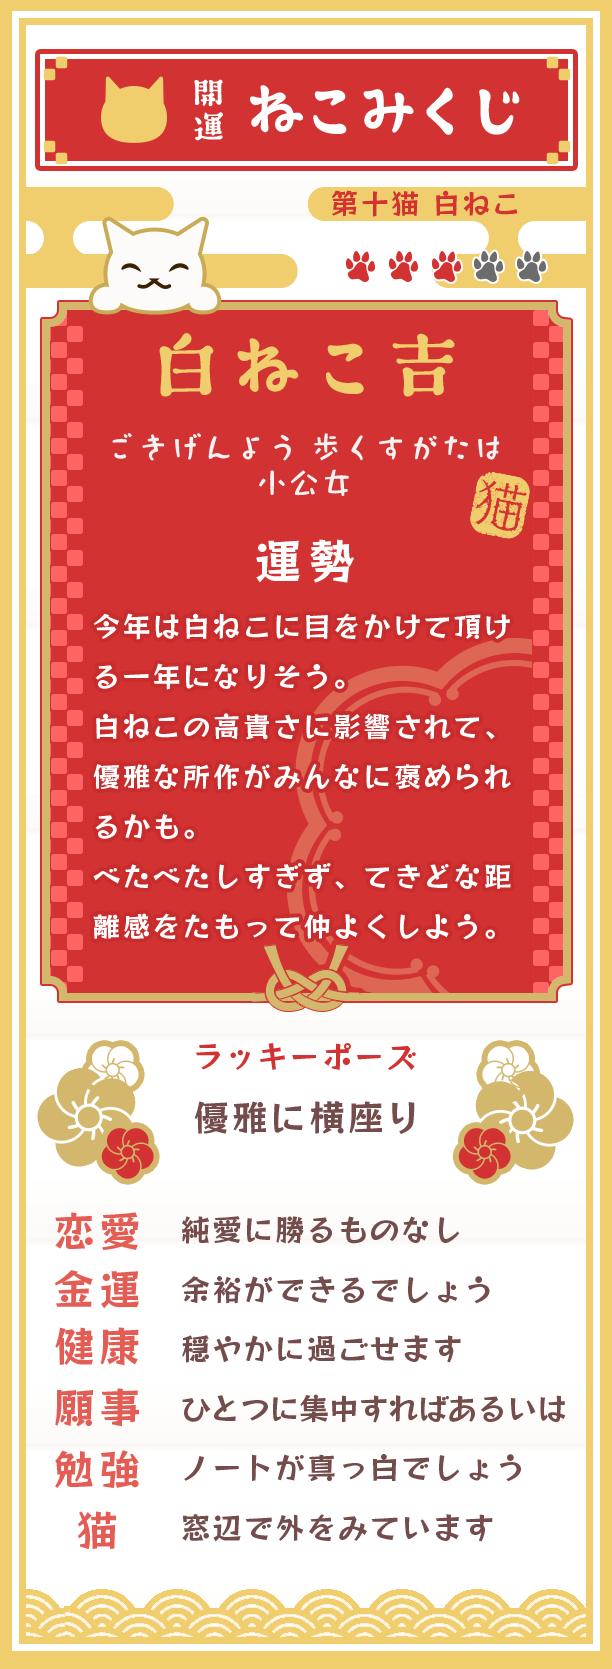 開運 ねこみくじ
第十猫 白ねこ
白ねこ吉
ごきげんよう 歩くすがたは
小公女
猫
運勢
今年は白ねこに目をかけて頂け
る一年になりそう。
白ねこの高貴さに影響されて、
優雅な所作がみんなに褒められ
るかも。
べたべたしすぎず、てきどな距
離感をたもって仲よくしよう。
ラッキーポーズ
優雅に横座り
恋愛 純愛に勝るものなし
金運 余裕ができるでしょう
健康 穏やかに過ごせます
願事 ひとつに集中すればあるいは
勉強 ノートが真っ白でしょう
猫 窓辺で外をみています